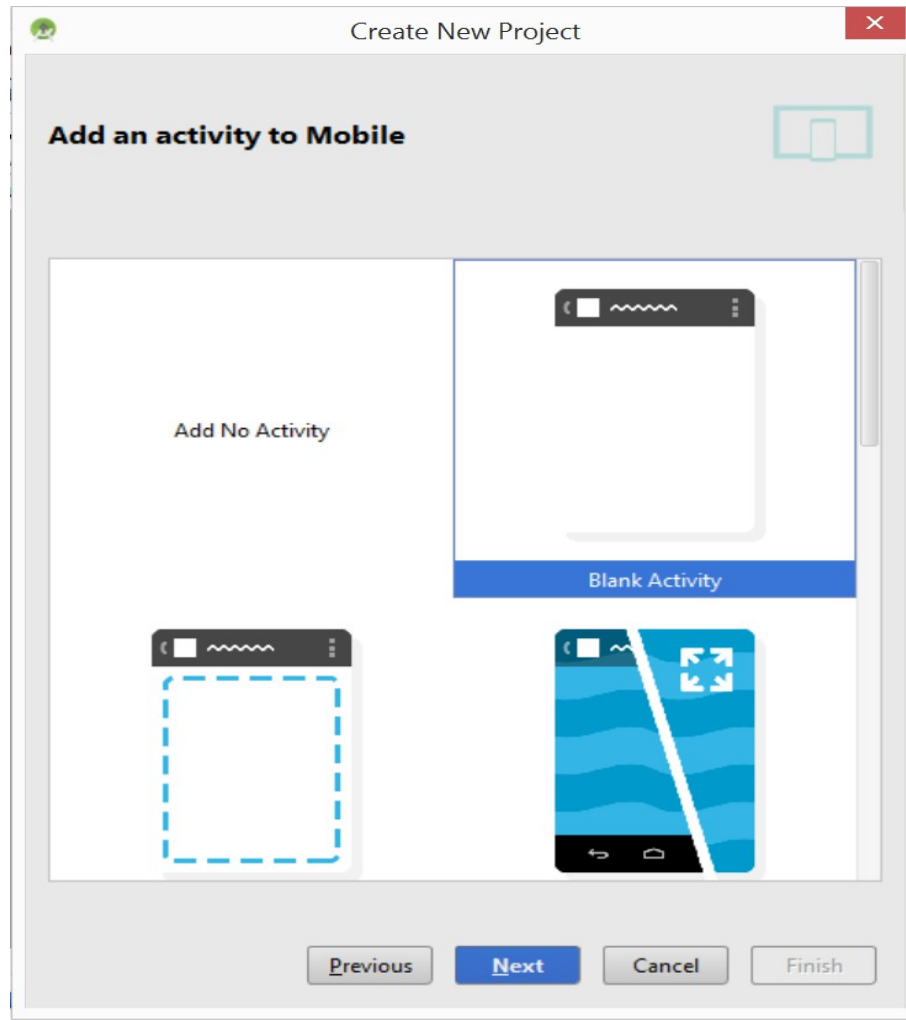 Create New Project
Add an activity to Mobile
Add No Activity
Blank Activity
Previous
Next
Cancel
Finish